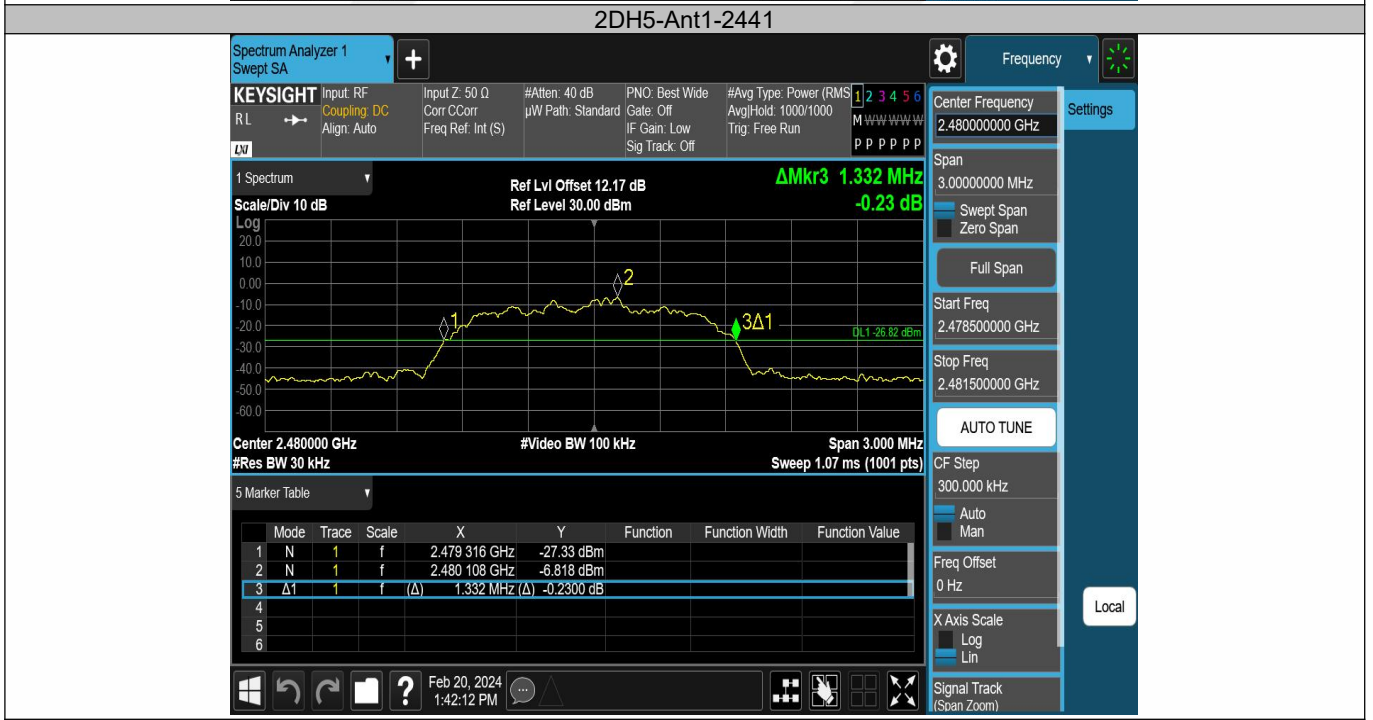 2DH5-Ant1-2441
Spectrum Analyzer 1
Swept SA
+
Frequency
KEYSIGHT
RL
LXI
Input: RF
Coupling: DC
Align: Auto
Input Z: 50 Ω
Corr CCorr
Freq Ref: Int (S)
#Atten: 40 dB
µW Path: Standard
PNO: Best Wide
Gate: Off
IF Gain: Low
Sig Track: Off
#Avg Type: Power (RMS
Avg|Hold: 1000/1000
Trig: Free Run
1 2 3 4 5 6
M W W W W W
P P P P P P
1 Spectrum
Scale/Div 10 dB
Ref Lvl Offset 12.17 dB
Ref Level 30.00 dBm
ΔMkr3 1.332 MHz
-0.23 dB
Log
20.0
10.0
0.00
-10.0
-20.0
-30.0
-40.0
-50.0
-60.0
1
2
3Δ1
DL1 -26.82 dBm
Center 2.480000 GHz
#Res BW 30 kHz
#Video BW 100 kHz
Span 3.000 MHz
Sweep 1.07 ms (1001 pts)
5 Marker Table
Mode Trace Scale X Y Function Function Width Function Value
1 N 1 f 2.479 316 GHz -27.33 dBm
2 N 1 f 2.480 108 GHz -6.818 dBm
3 Δ1 1 f (Δ) 1.332 MHz (Δ) -0.2300 dB
4
5
6
Feb 20, 2024
1:42:12 PM
Center Frequency
2.480000000 GHz
Span
3.00000000 MHz
Swept Span
Zero Span
Full Span
Start Freq
2.478500000 GHz
Stop Freq
2.481500000 GHz
AUTO TUNE
CF Step
300.000 kHz
Auto
Man
Freq Offset
0 Hz
X Axis Scale
Log
Lin
Signal Track
(Span Zoom)
Settings
Local